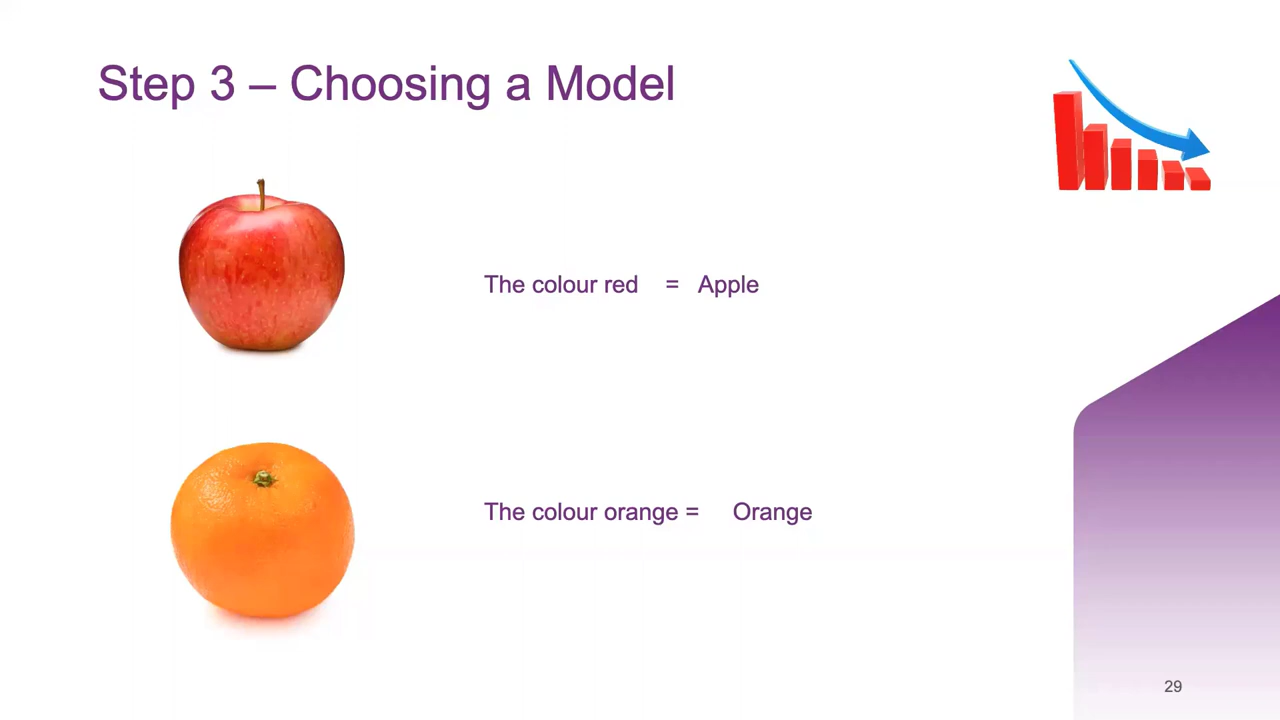 Step 3 – Choosing a Model
The colour red = Apple
The colour orange = Orange
29